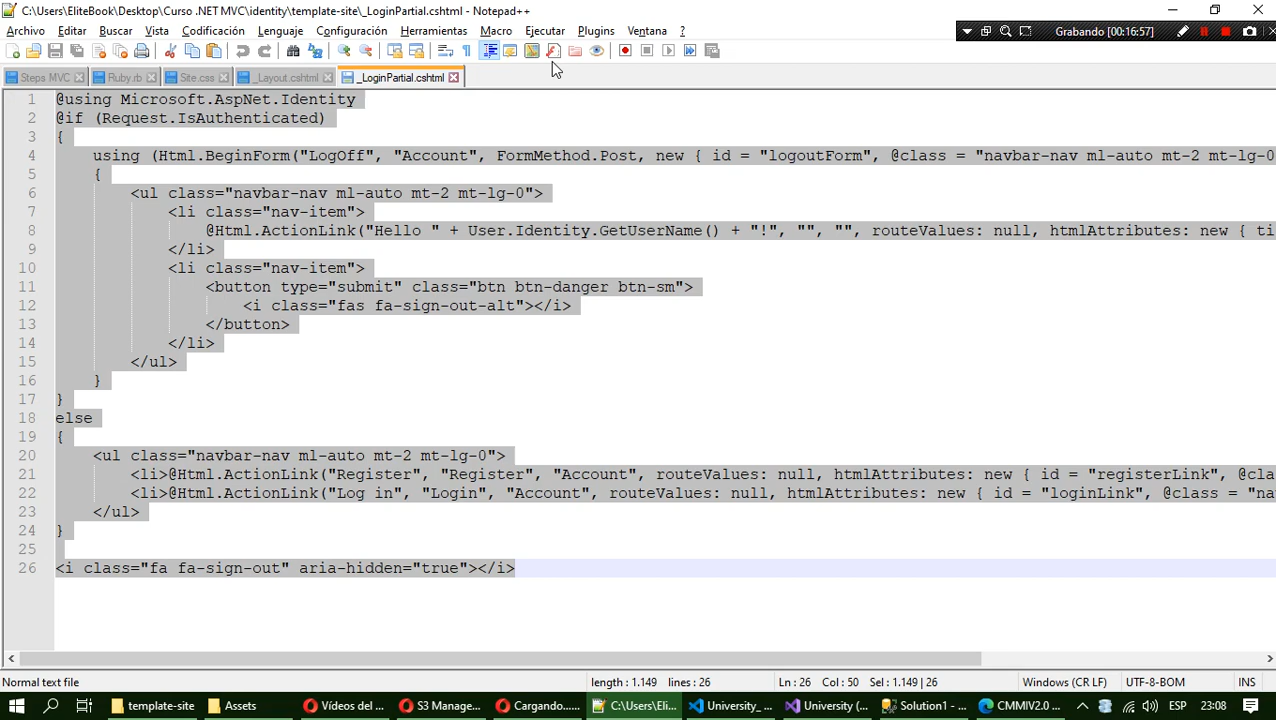 C:\Users\EliteBook\Desktop\Curso .NET MVC\identity\template-site\_LoginPartial.cshtml - Notepad++
Archivo Editar Buscar Vista Codificación Lenguaje Configuración Herramientas Macro Ejecutar Plugins Ventana ?
Grabando [00:16:57]
Steps MVC Ruby.rb Site.css _Layout.cshtml _LoginPartial.cshtml
1 @using Microsoft.AspNet.Identity
2 @if (Request.IsAuthenticated)
3 {
4 using (Html.BeginForm("LogOff", "Account", FormMethod.Post, new { id = "logoutForm", @class = "navbar-nav ml-auto mt-2 mt-lg-0
5 {
6 <ul class="navbar-nav ml-auto mt-2 mt-lg-0">
7 <li class="nav-item">
8 @Html.ActionLink("Hello " + User.Identity.GetUserName() + "!", "", "", routeValues: null, htmlAttributes: new { ti
9 </li>
10 <li class="nav-item">
11 <button type="submit" class="btn btn-danger btn-sm">
12 <i class="fas fa-sign-out-alt"></i>
13 </button>
14 </li>
15 </ul>
16 }
17 }
18 else
19 {
20 <ul class="navbar-nav ml-auto mt-2 mt-lg-0">
21 <li>@Html.ActionLink("Register", "Register", "Account", routeValues: null, htmlAttributes: new { id = "registerLink", @cla
22 <li>@Html.ActionLink("Log in", "Login", "Account", routeValues: null, htmlAttributes: new { id = "loginLink", @class = "na
23 </ul>
24 }
25
26 <i class="fa fa-sign-out" aria-hidden="true"></i>
Normal text file length : 1.149 lines : 26 Ln : 26 Col : 50 Sel : 1.149 | 26 Windows (CR LF) UTF-8-BOM INS
template-site Assets Vídeos del ... S3 Manage... Cargando...... C:\Users\Eli... University_... University (... Solution1 - ... CMMIV2.0 ... ESP 23:08